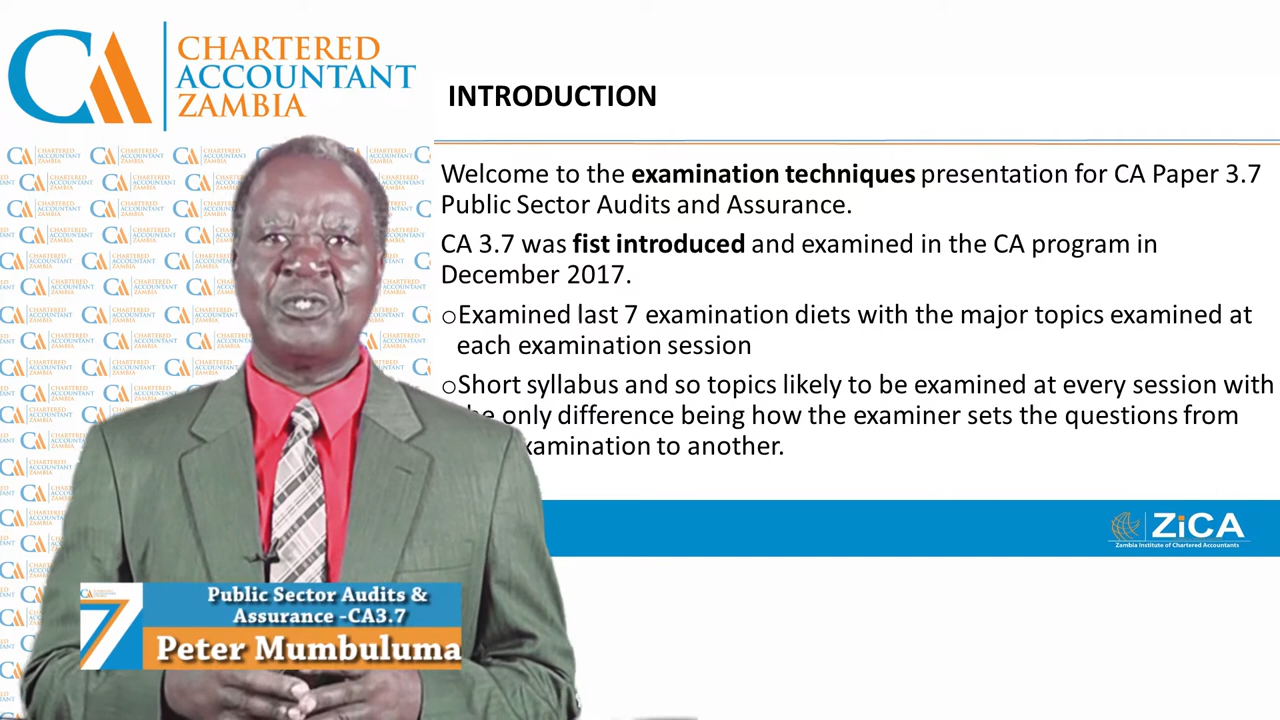 CHARTERED
ACCOUNTANT
ZAMBIA
INTRODUCTION
Welcome to the examination techniques presentation for CA Paper 3.7
Public Sector Audits and Assurance.
CA 3.7 was fist introduced and examined in the CA program in
December 2017.
Examined last 7 examination diets with the major topics examined at
each examination session
Short syllabus and so topics likely to be examined at every session with
only difference being how the examiner sets the questions from
to another.
ZiCA
Zambia Institute of Chartered Accountants
7
Public Sector Audits &
Assurance -CA3.7
Peter Mumbuluma